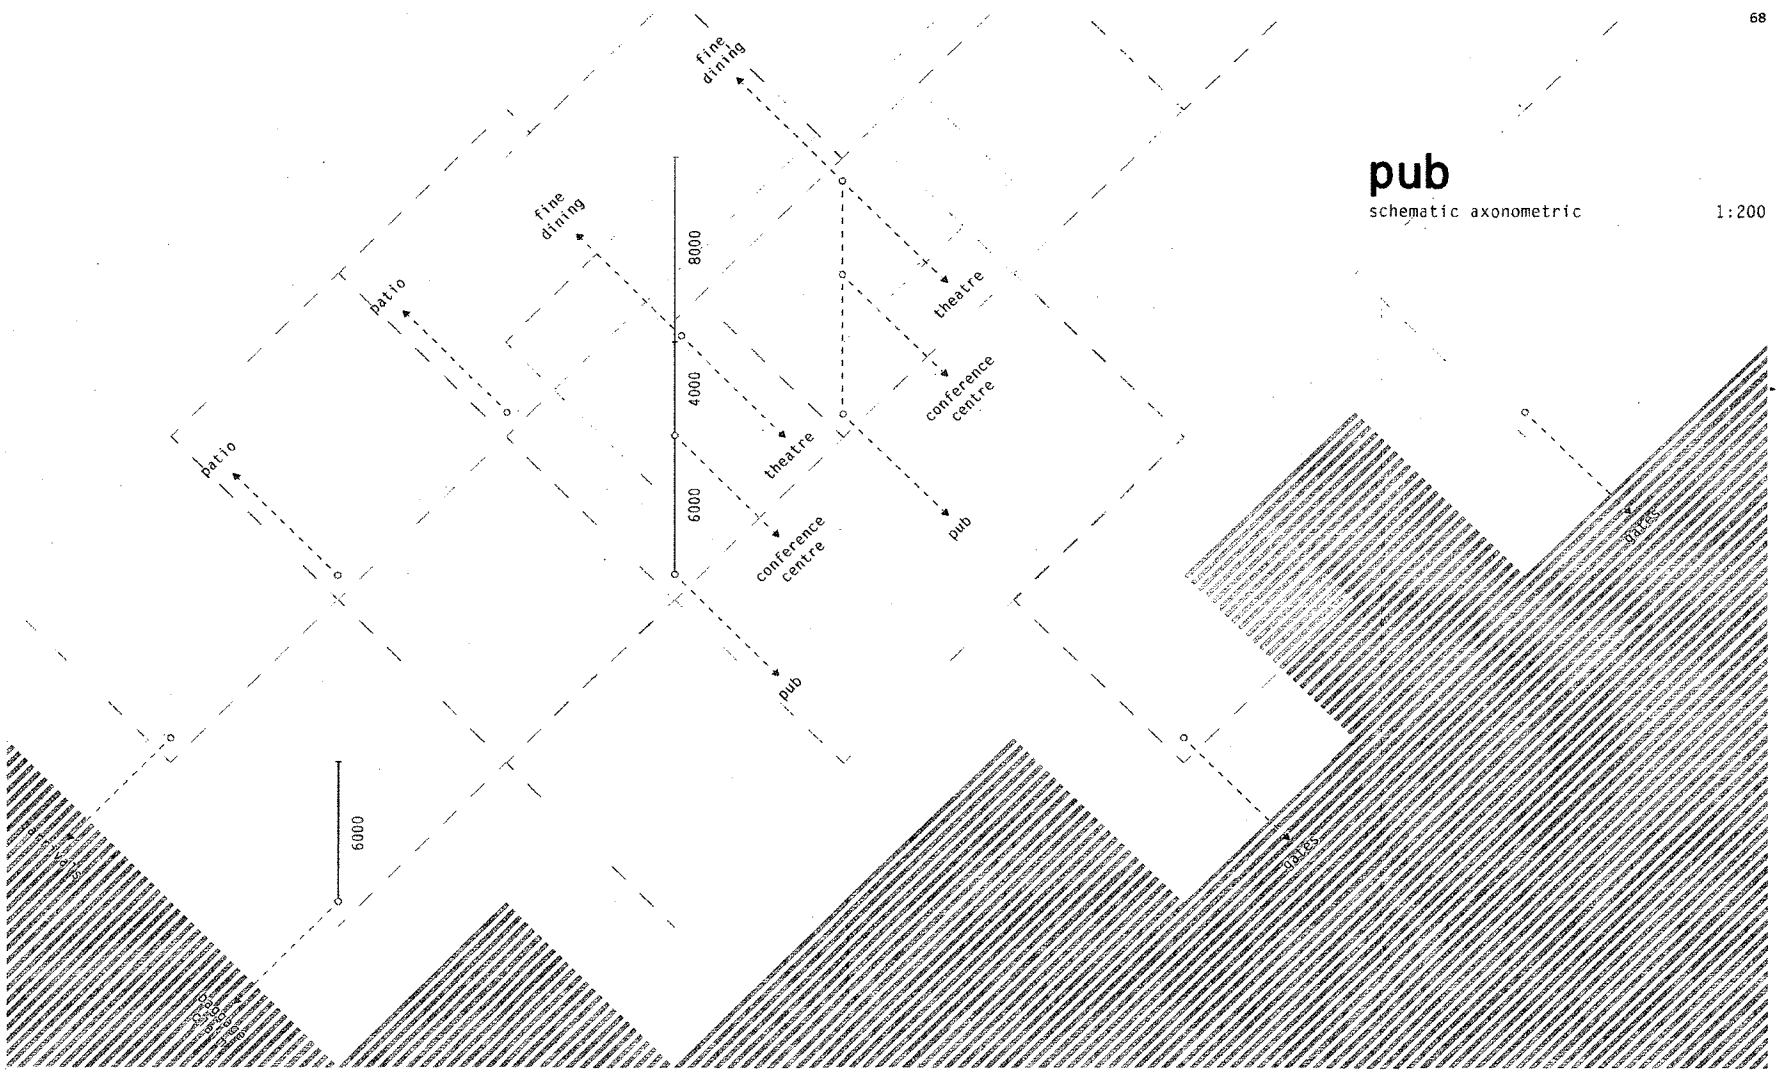 68
pub
schematic axonometric
1:200
fine
dining
fine
dining
8000
patio
theatre
4000
conference
centre
patio
theatre
6000
pub
gates
conference
centre
pub
6000
gates
arrivals